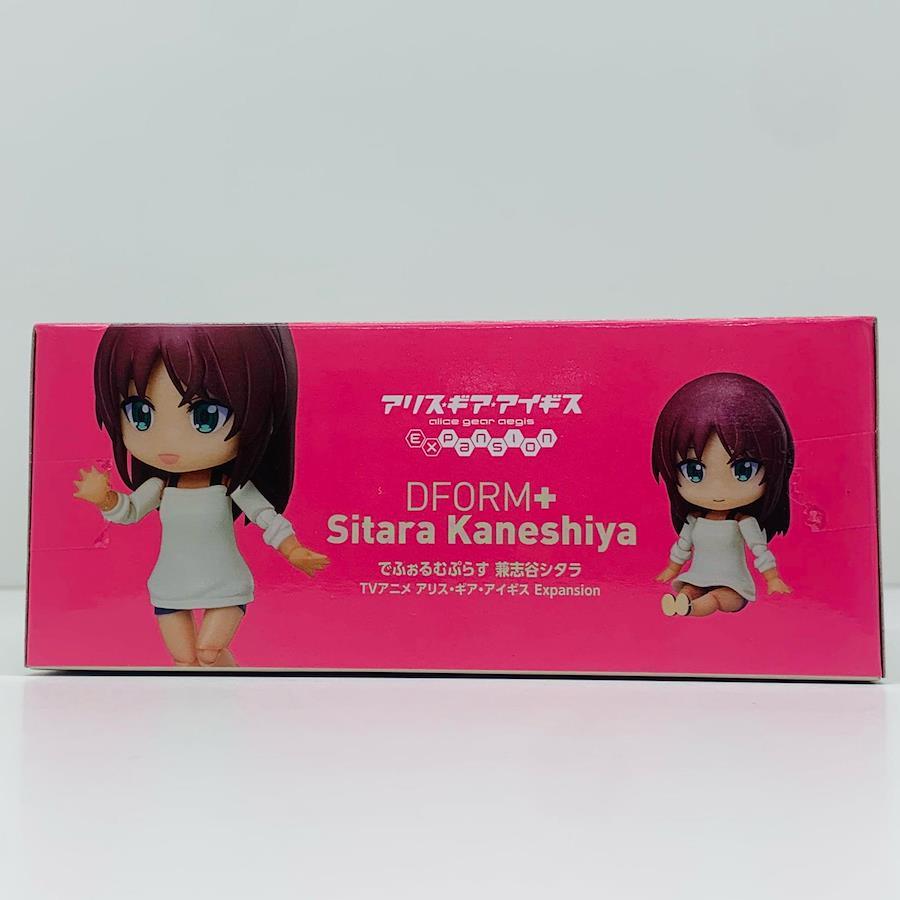 アリス・ギア・アイギス
alice gear aegis
Expansion
DFORM+
Sitara Kaneshiya
でふぉるむぷらす 兼志谷シタラ
TVアニメ アリス・ギア・アイギス Expansion